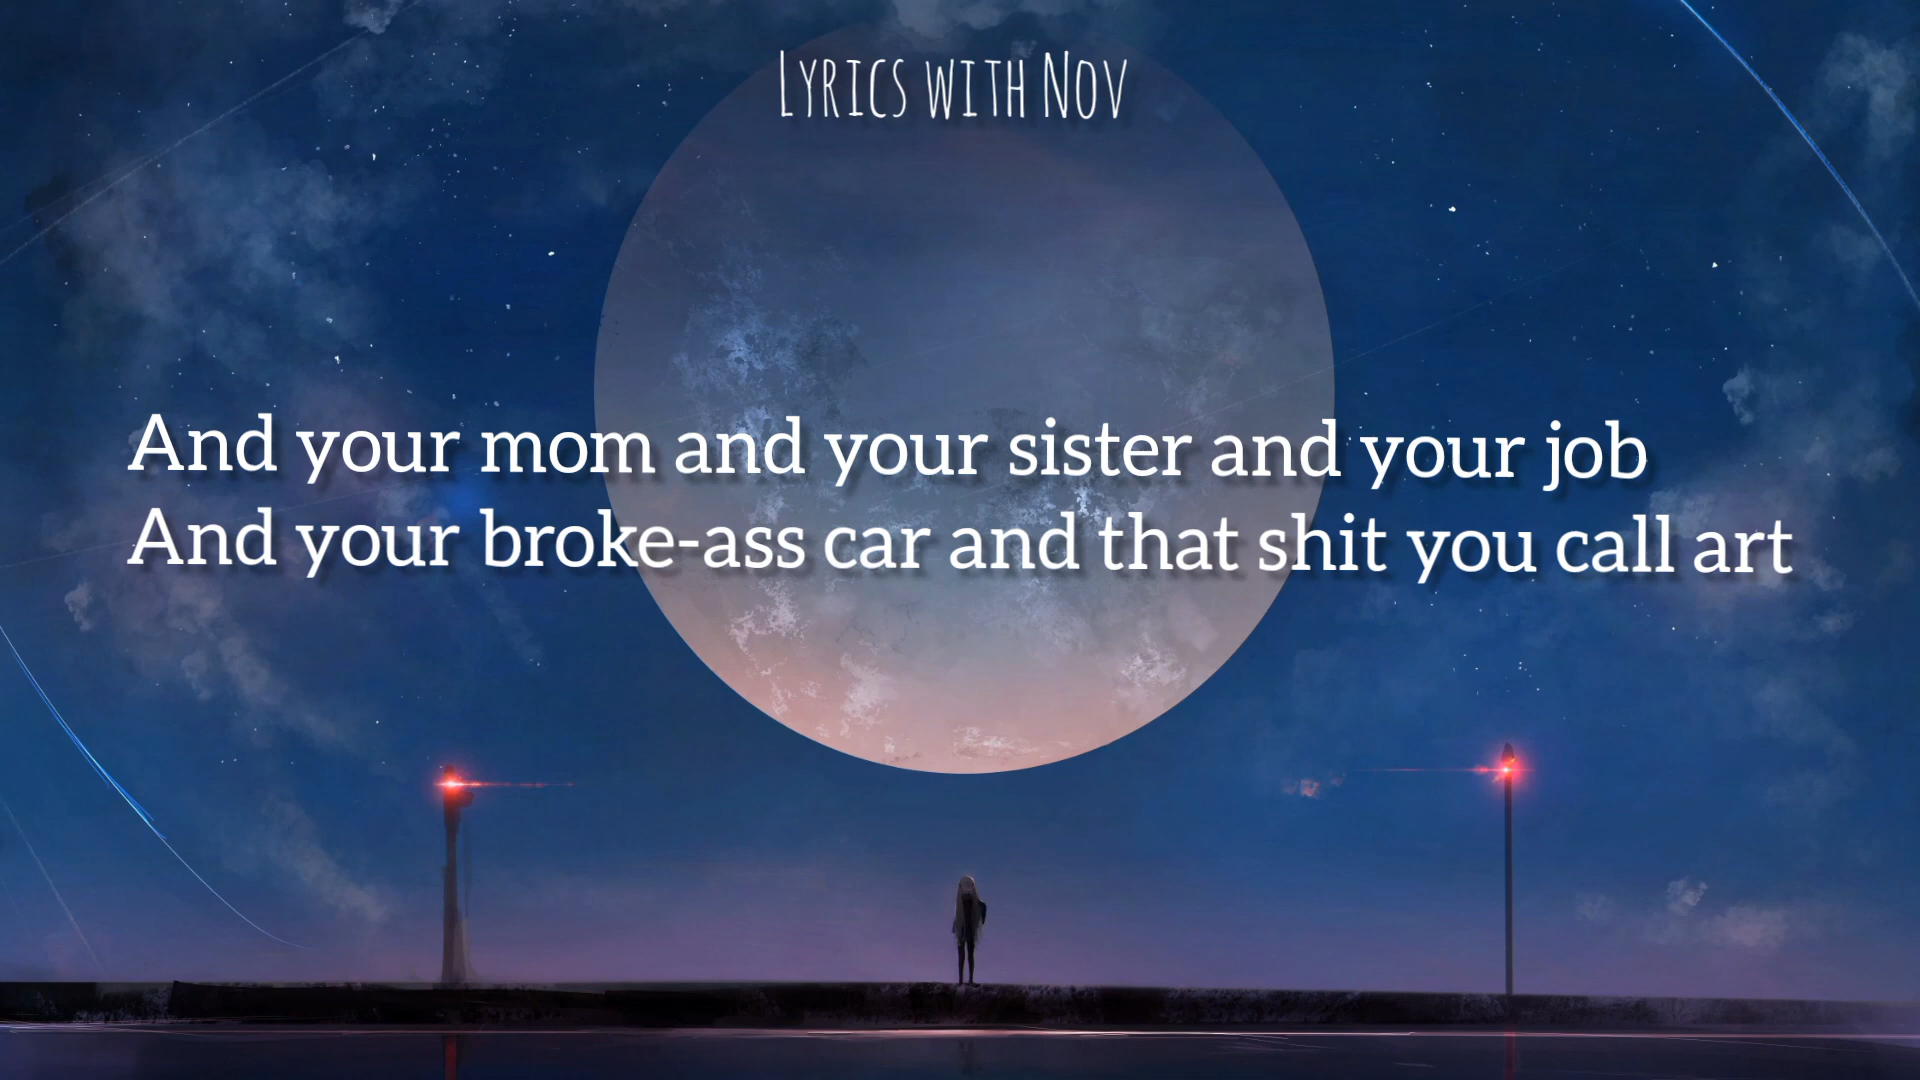 Lyrics with Nov
And your mom and your sister and your job
And your broke-ass car and that shit you call art